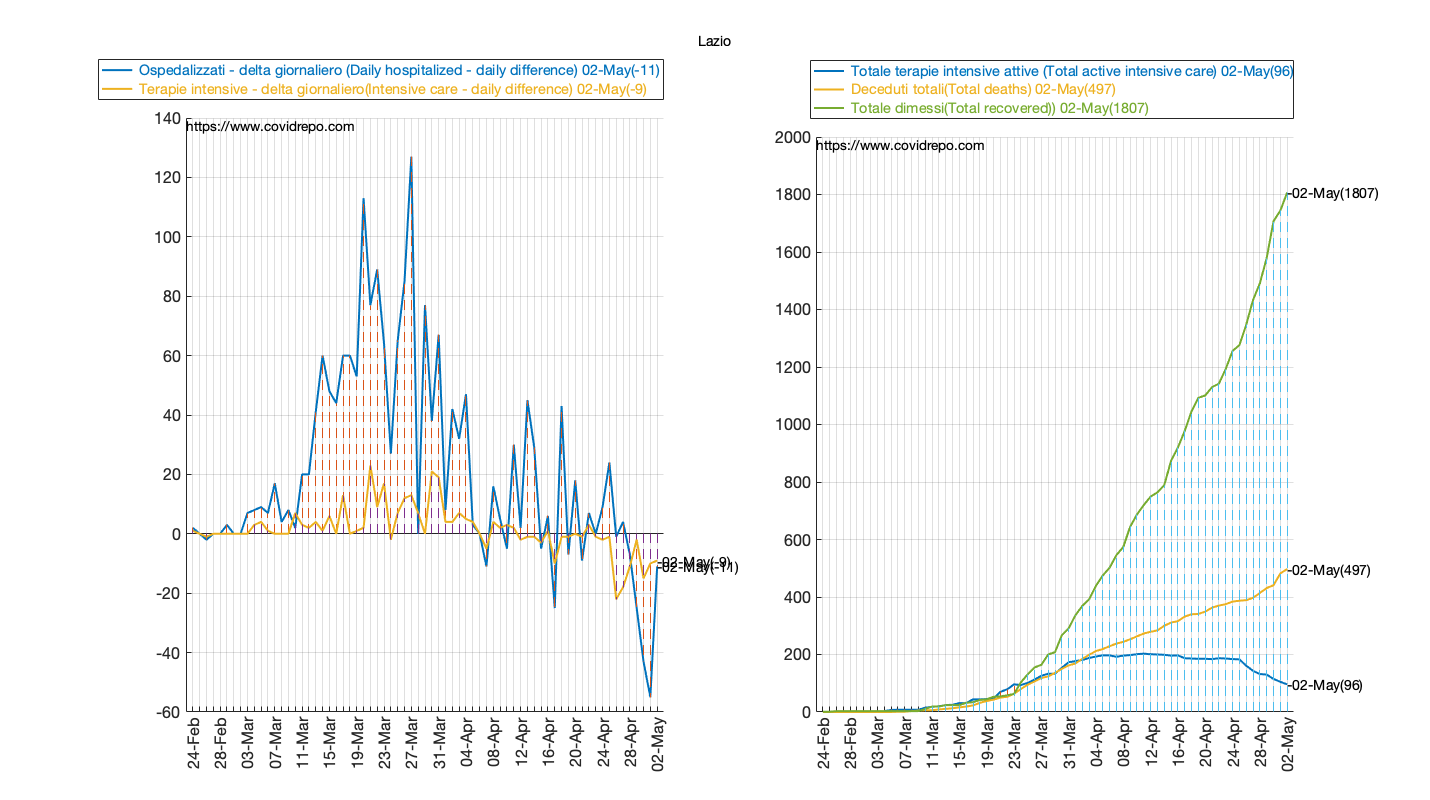 Lazio
Ospedalizzati - delta giornaliero (Daily hospitalized - daily difference) 02-May(-11)
Terapie intensive - delta giornaliero(Intensive care - daily difference) 02-May(-9)
https://www.covidrepo.com
140
120
100
80
60
40
20
0
-20
-40
-60
02-May(-9)
02-May(-11)
24-Feb
28-Feb
03-Mar
07-Mar
11-Mar
15-Mar
19-Mar
23-Mar
27-Mar
31-Mar
04-Apr
08-Apr
12-Apr
16-Apr
20-Apr
24-Apr
28-Apr
02-May
Totale terapie intensive attive (Total active intensive care) 02-May(96)
Deceduti totali(Total deaths) 02-May(497)
Totale dimessi(Total recovered)) 02-May(1807)
https://www.covidrepo.com
2000
1800
1600
1400
1200
1000
800
600
400
200
0
02-May(1807)
02-May(497)
02-May(96)
24-Feb
28-Feb
03-Mar
07-Mar
11-Mar
15-Mar
19-Mar
23-Mar
27-Mar
31-Mar
04-Apr
08-Apr
12-Apr
16-Apr
20-Apr
24-Apr
28-Apr
02-May